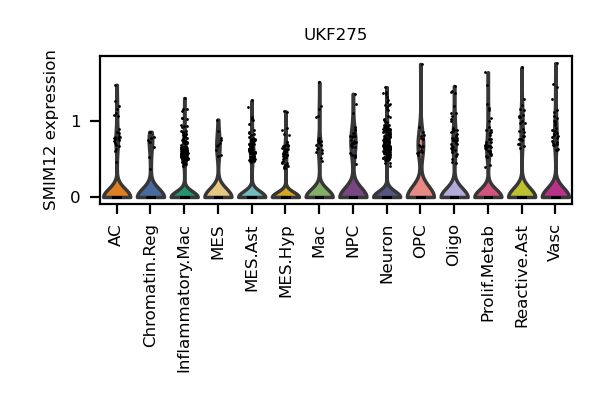 UKF275
SMIM12 expression
1
0
AC
Chromatin.Reg
Inflammatory.Mac
MES
MES.Ast
MES.Hyp
Mac
NPC
Neuron
OPC
Oligo
Prolif.Metab
Reactive.Ast
Vasc